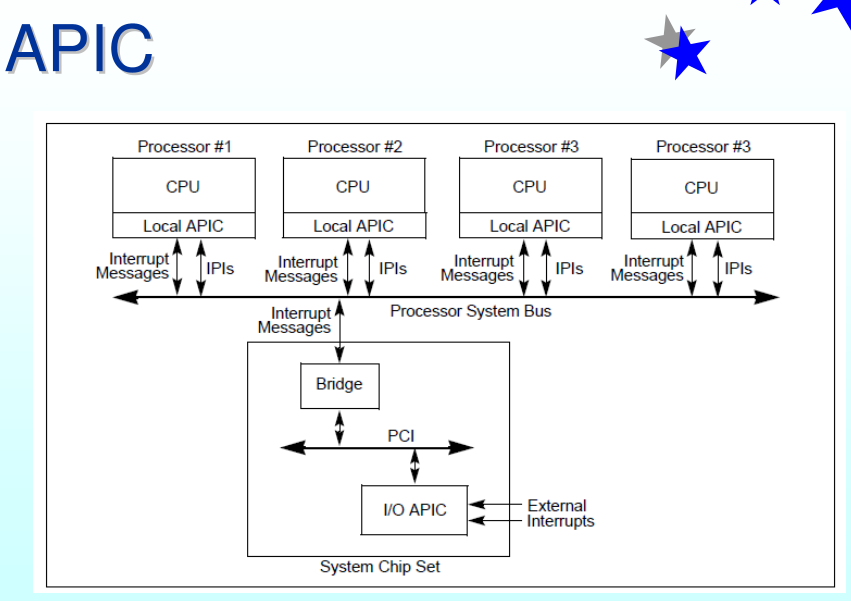 APIC
Processor #1
Processor #2
Processor #3
Processor #3
CPU
CPU
CPU
CPU
Local APIC
Local APIC
Local APIC
Local APIC
Interrupt
Messages
IPIs
Interrupt
Messages
IPIs
Interrupt
Messages
IPIs
Interrupt
Messages
IPIs
Processor System Bus
Interrupt
Messages
Bridge
PCI
I/O APIC
External
Interrupts
System Chip Set